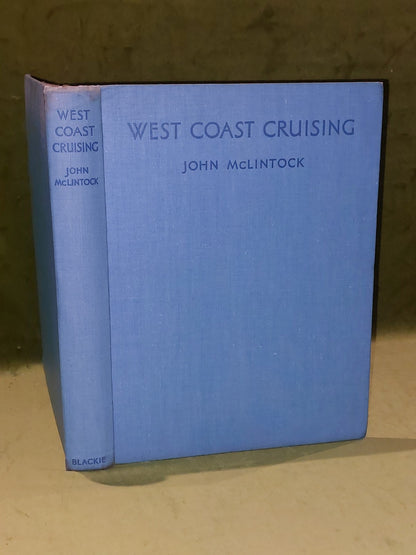 WEST
COAST
CRUISING
JOHN
McLINTOCK
BLACKIE
WEST COAST CRUISING
JOHN McLINTOCK